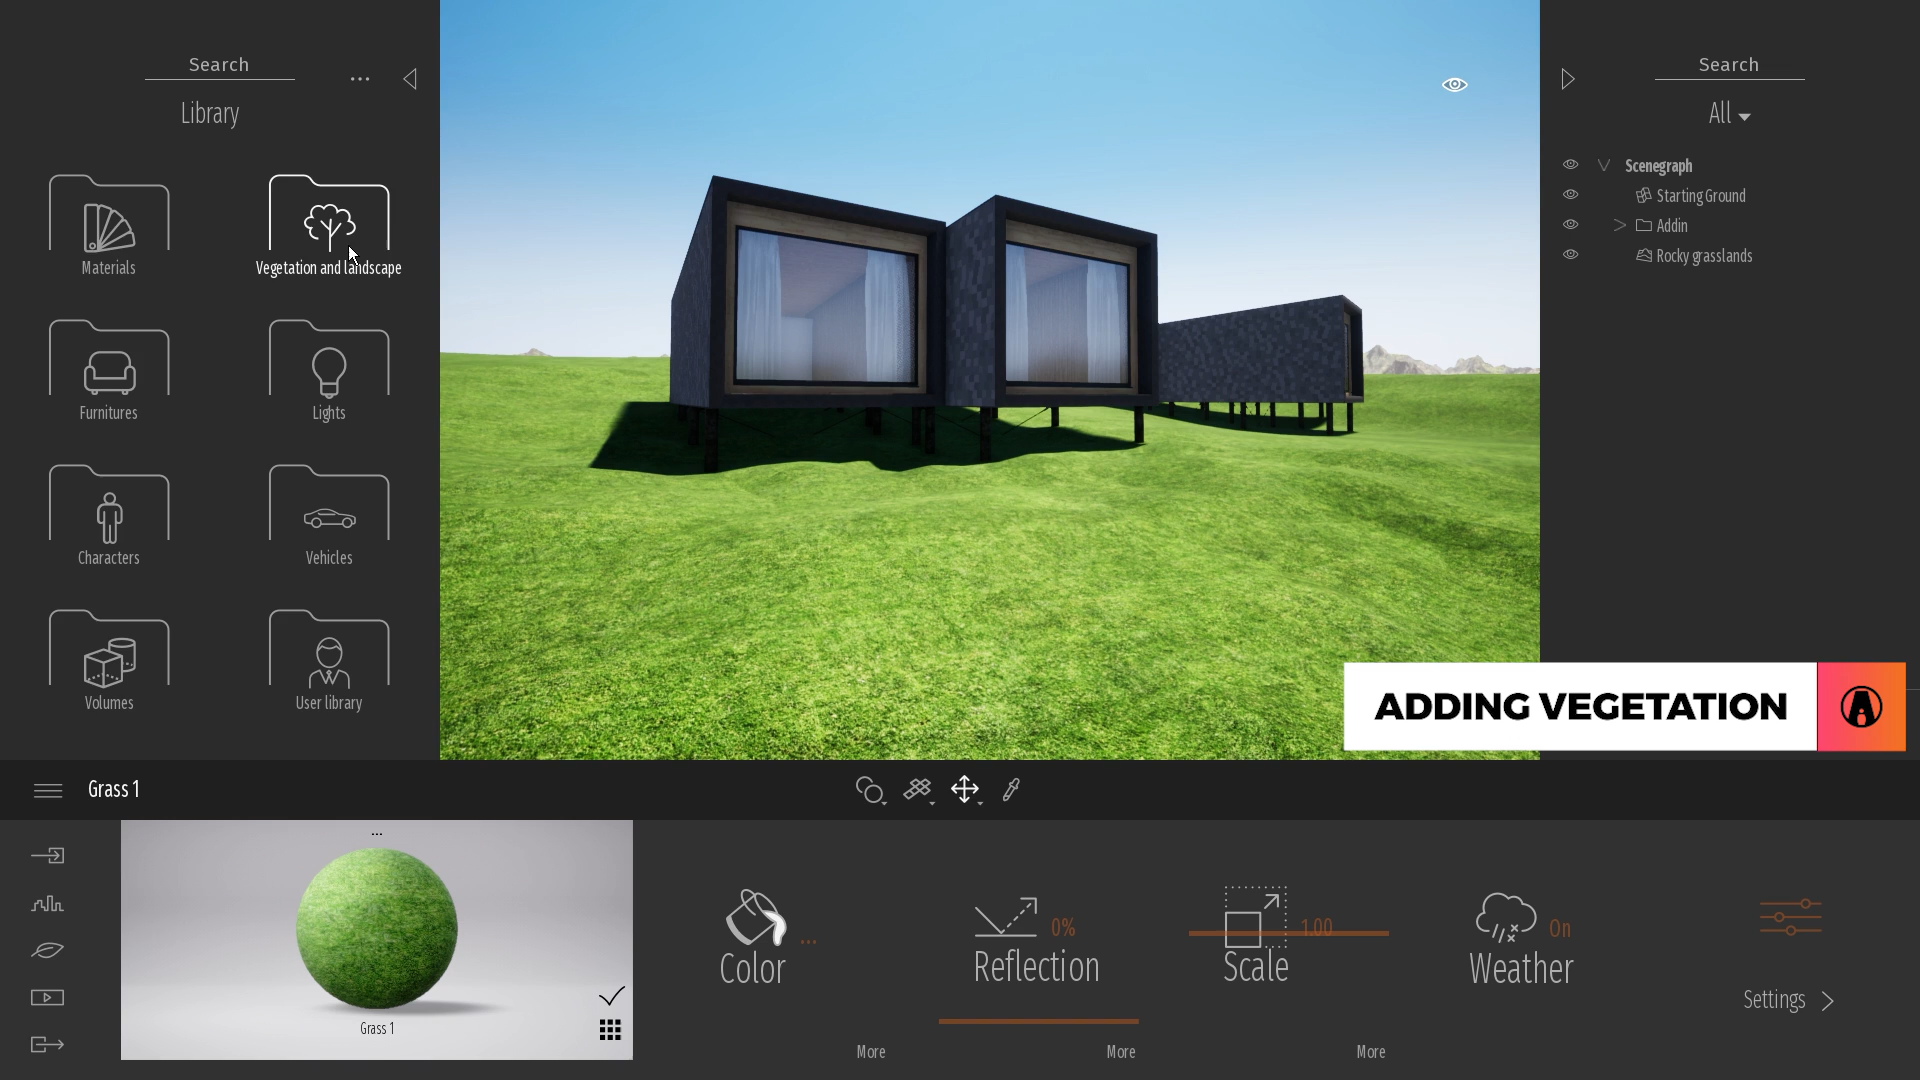 Search
...
Library
Materials
Vegetation and landscape
Furnitures
Lights
Characters
Vehicles
Volumes
User library
Search
All
Scenegraph
Starting Ground
Addin
Rocky grasslands
ADDING VEGETATION
Grass 1
...
Grass 1
Color
...
More
Reflection
0%
More
Scale
1.00
More
Weather
On
Settings